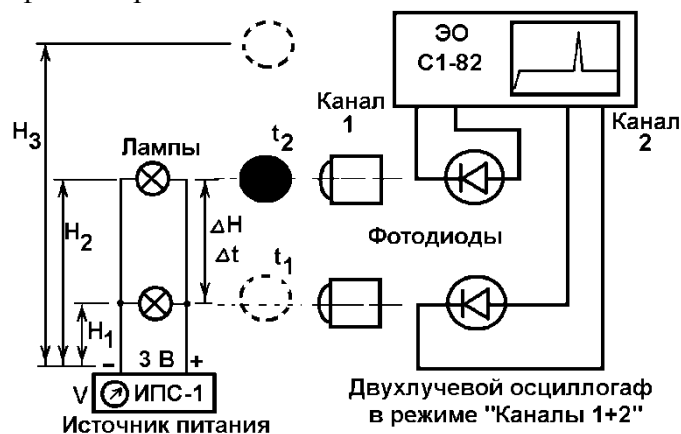 ЭО
С1-82
Канал
1
Канал
2
H3
Лампы
t2
H2
ΔH
Δt
Фотодиоды
t1
H1
– 3 В +
V ИПС-1
Источник питания
Двухлучевой осциллогаф
в режиме "Каналы 1+2"